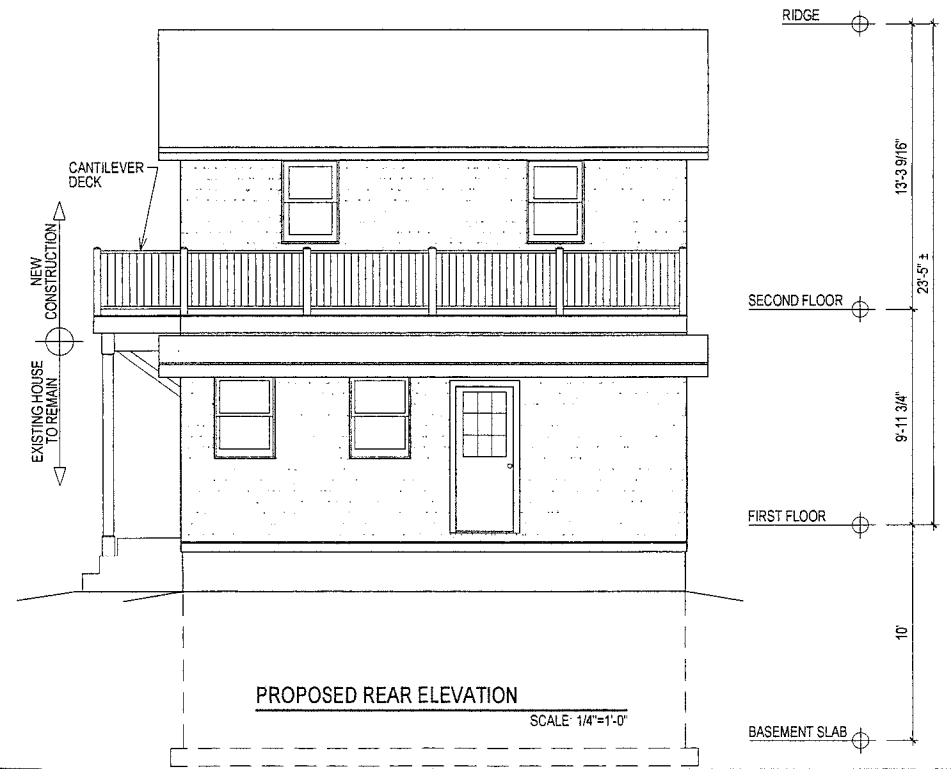 RIDGE
CANTILEVER
DECK
NEW
CONSTRUCTION
EXISTING HOUSE
TO REMAIN
13'-3 9/16"
23'-5" ±
SECOND FLOOR
9'-11 3/4"
FIRST FLOOR
10'
PROPOSED REAR ELEVATION
SCALE: 1/4"=1'-0"
BASEMENT SLAB